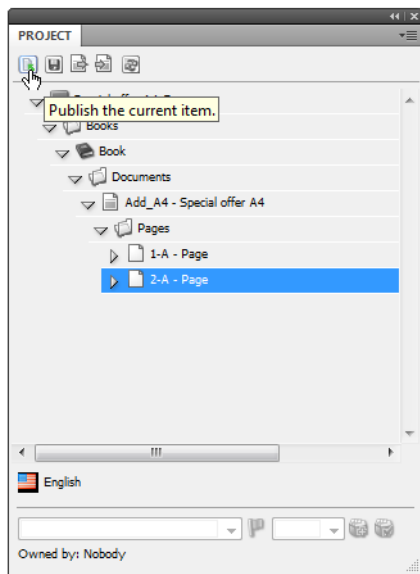 PROJECT
Publish the current item.
Books
Book
Documents
Add_A4 - Special offer A4
Pages
1-A - Page
2-A - Page
English
Owned by: Nobody